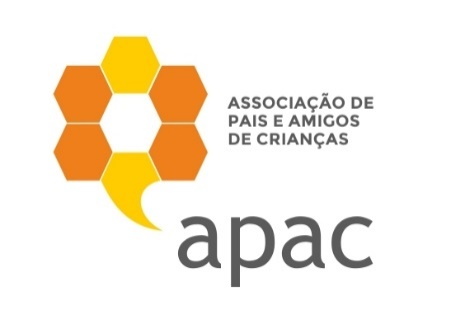 ASSOCIAÇÃO DE
PAIS E AMIGOS
DE CRIANÇAS
apac